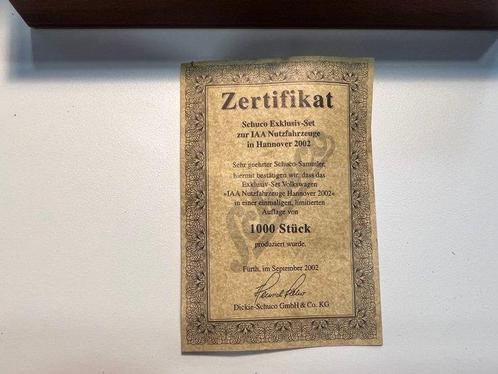 Zertifikat
Schuco Exklusiv-Set
zur IAA Nutzfahrzeuge
in Hannover 2002
Sehr geehrter Schuco-Sammler,
hiermit bestätigen wir, dass das
Exklusiv-Set Volkswagen
»IAA Nutzfahrzeuge Hannover 2002«
in einer einmaligen, limitierten
Auflage von
1000 Stück
produziert wurde.
Fürth, im September 2002
Dickie-Schuco GmbH & Co. KG